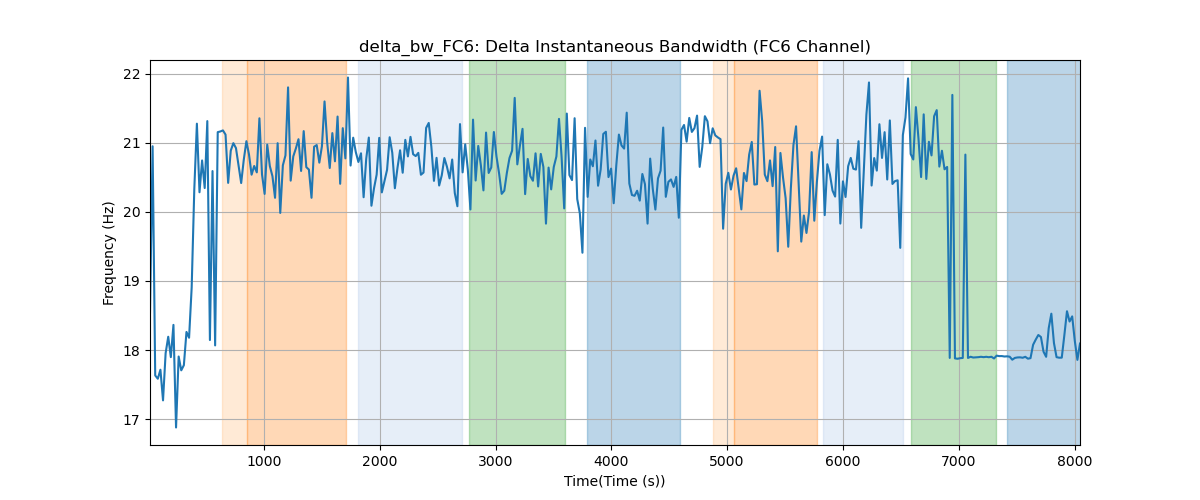 delta_bw_FC6: Delta Instantaneous Bandwidth (FC6 Channel)
22
21
20
19
18
17
Frequency (Hz)
1000 2000 3000 4000 5000 6000 7000 8000
Time(Time (s))